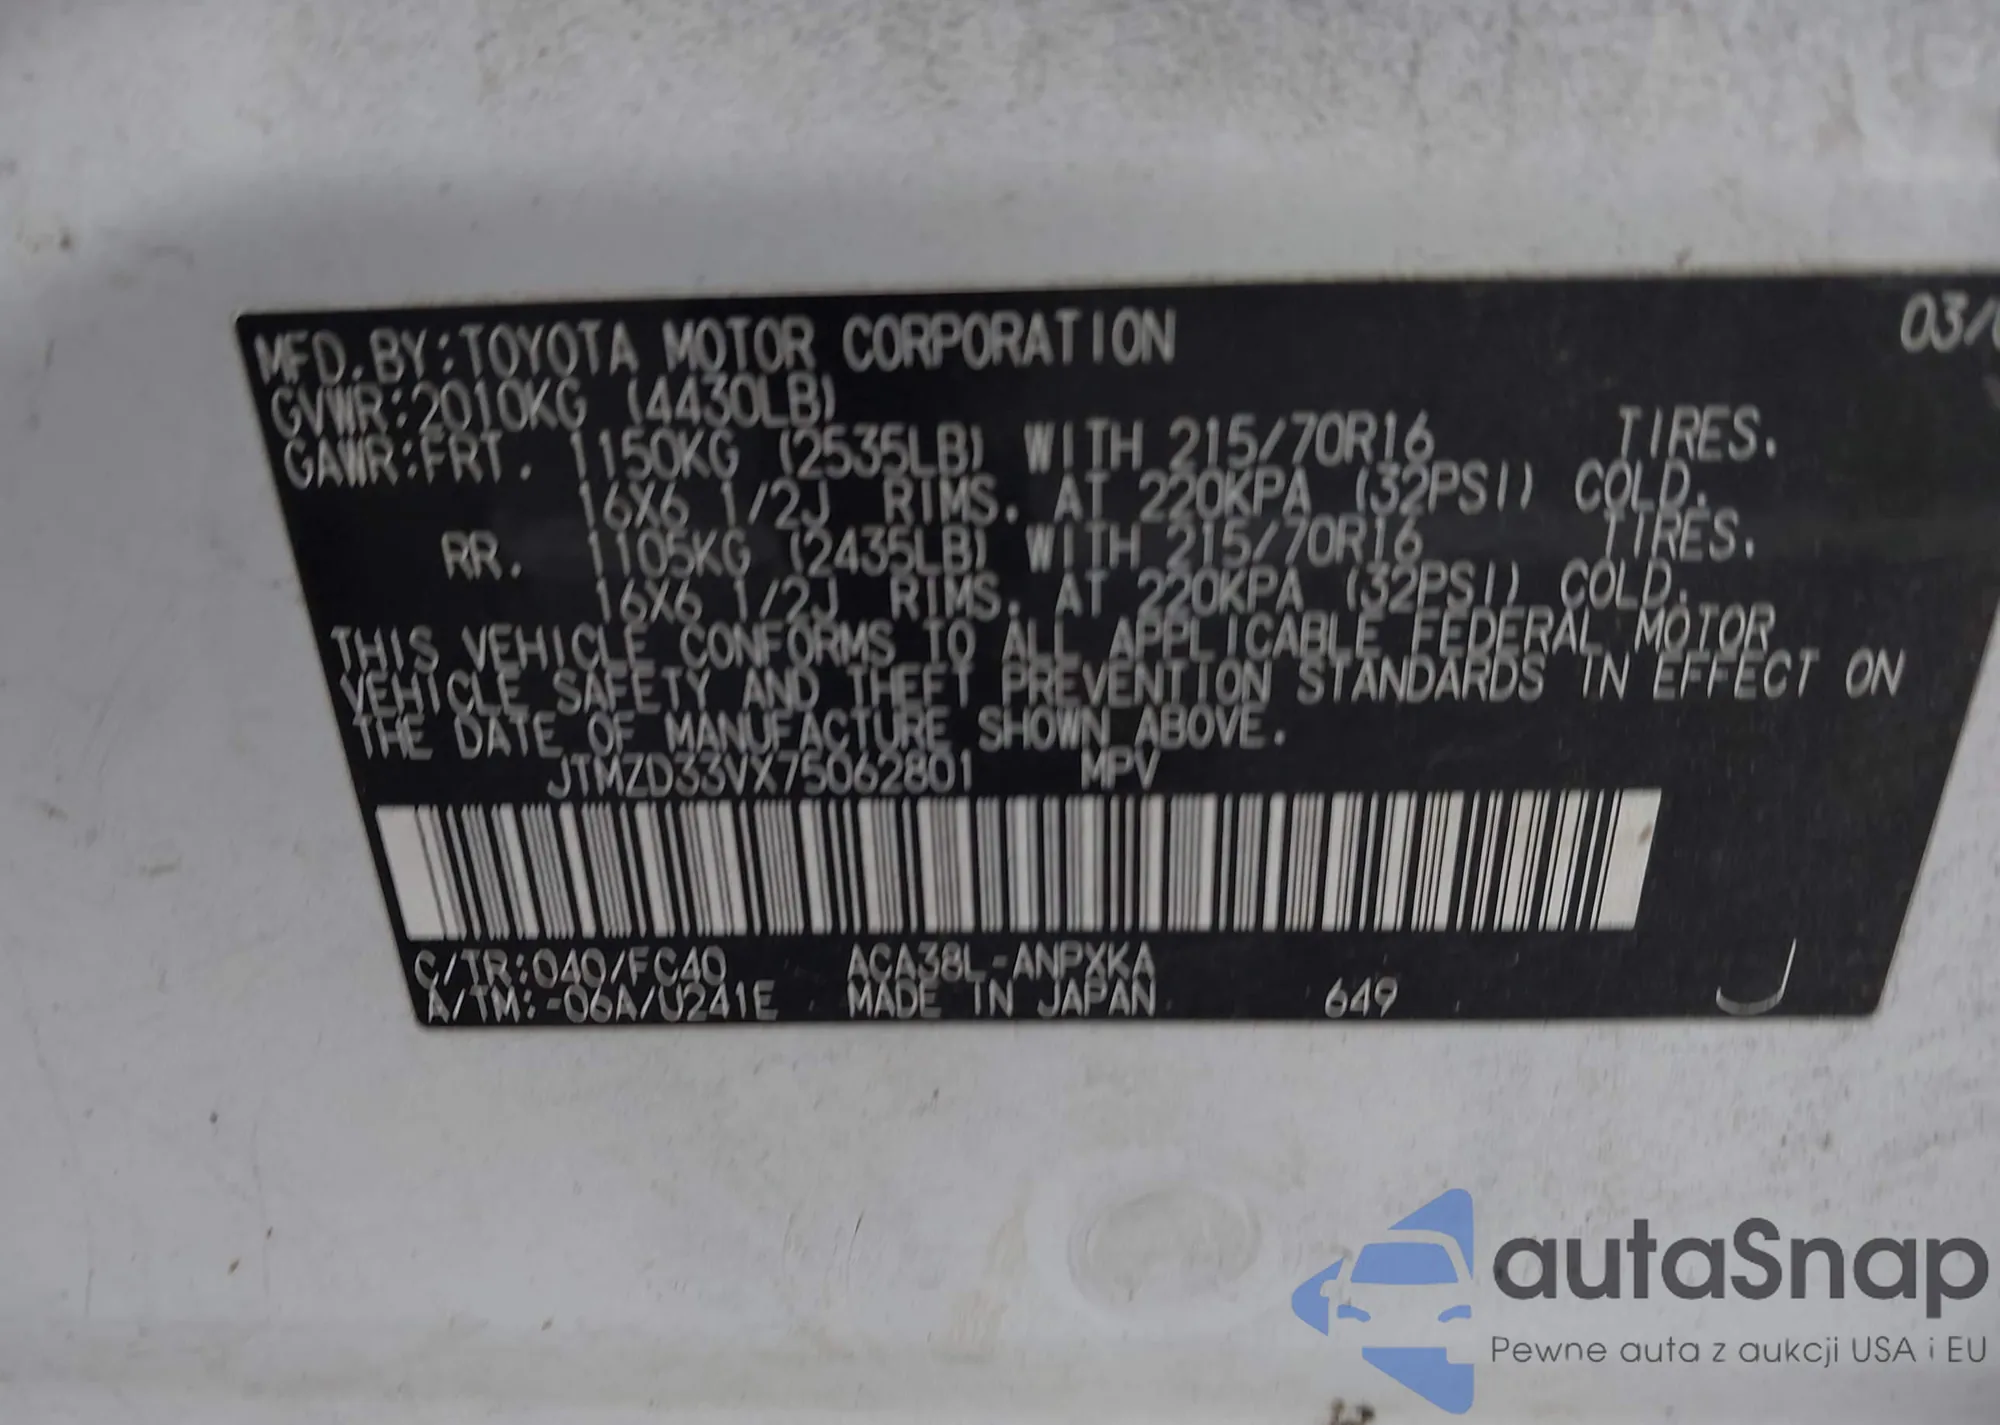 MFD.BY:TOYOTA MOTOR CORPORATION 03/0
GVWR:2010KG (4430LB)
GAWR:FRT. 1150KG (2535LB) WITH 215/70R16 TIRES.
16X6 1/2J RIMS. AT 220KPA (32PSI) COLD.
RR. 1105KG (2435LB) WITH 215/70R16 TIRES.
16X6 1/2J RIMS. AT 220KPA (32PSI) COLD.
THIS VEHICLE CONFORMS TO ALL APPLICABLE FEDERAL MOTOR
VEHICLE SAFETY AND THEFT PREVENTION STANDARDS IN EFFECT ON
THE DATE OF MANUFACTURE SHOWN ABOVE.
JTMZD33VX75062801 MPV
C/TR:040/FC40 ACA38L-ANPXKA
A/TM:-06A/U241E MADE IN JAPAN 649 J
autaSnap
Pewne auta z aukcji USA i EU